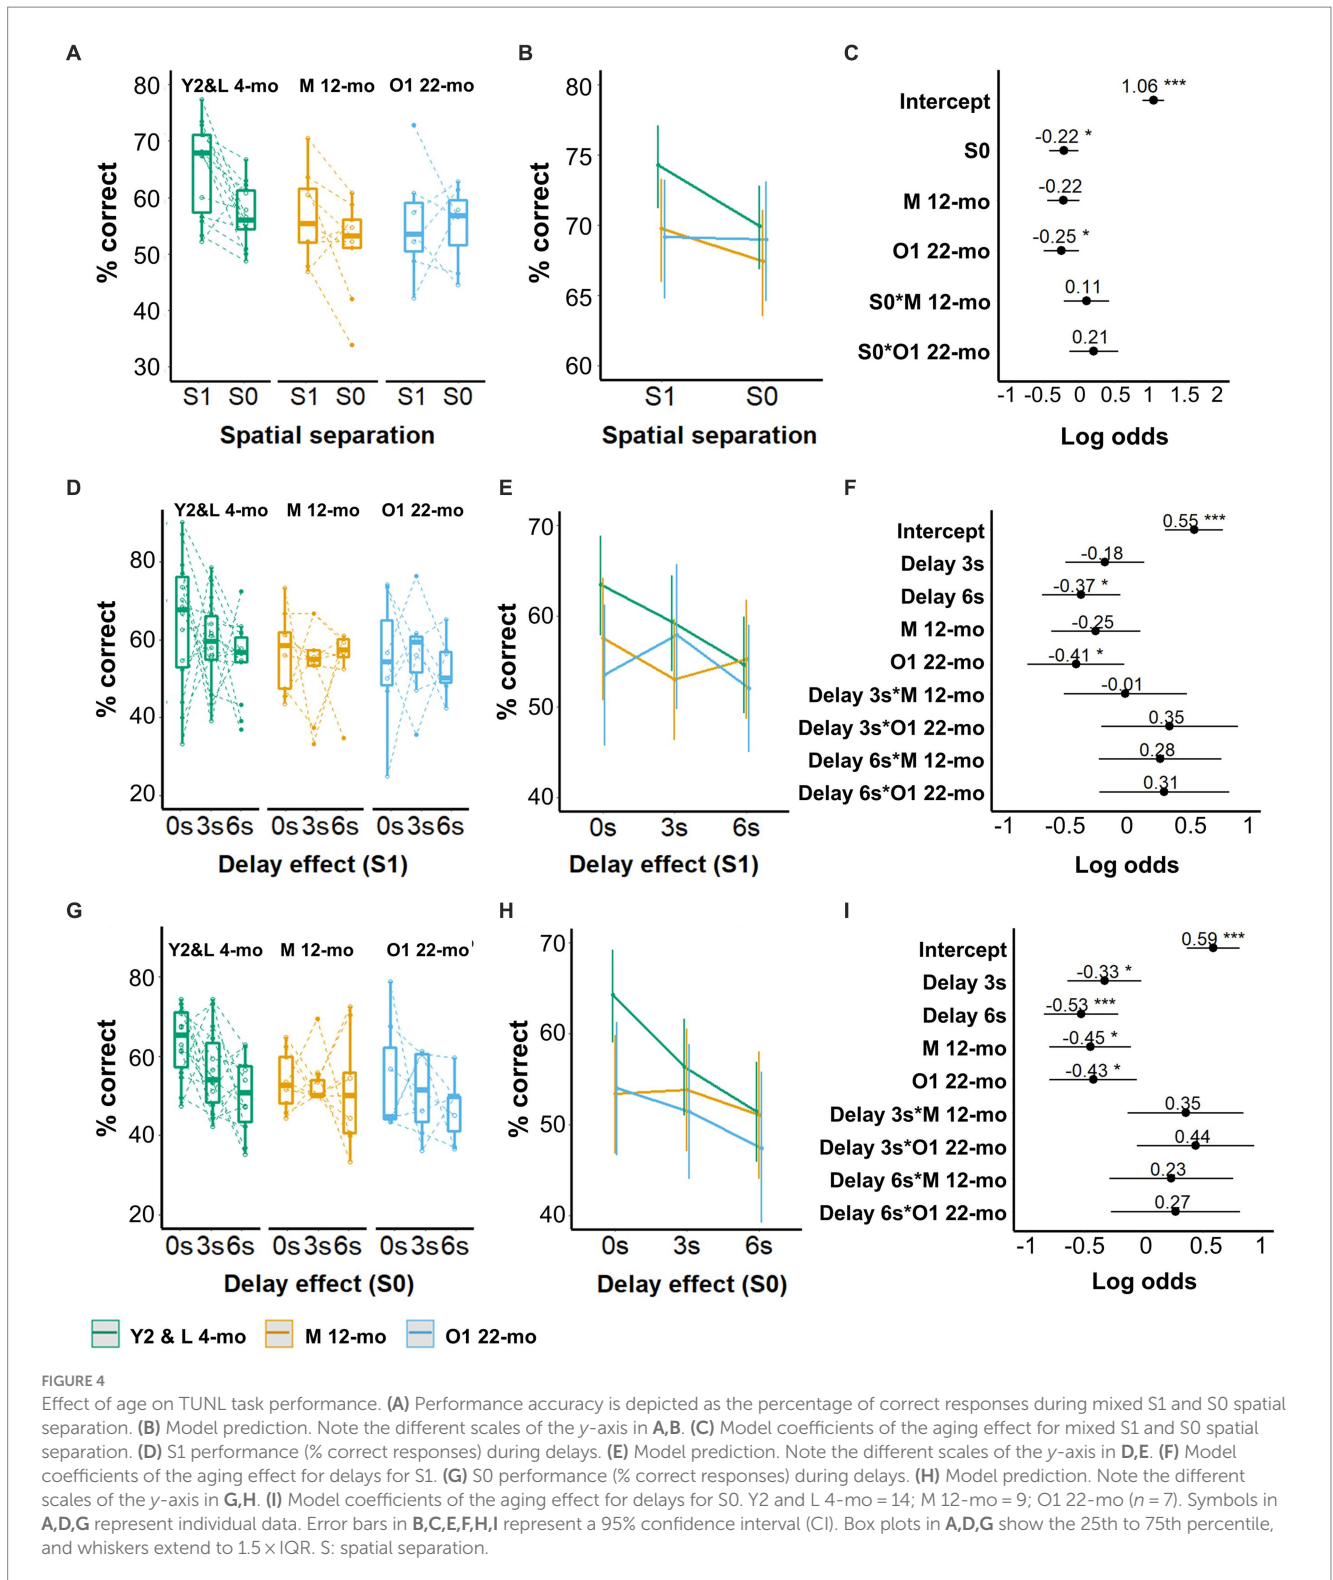 A
B
C
Y2&L 4-mo M 12-mo O1 22-mo
80
70
60
50
40
30
% correct
S1 S0 S1 S0 S1 S0
Spatial separation
80
75
70
65
60
% correct
S1 S0
Spatial separation
Intercept 1.06 ***
S0 -0.22 *
M 12-mo -0.22
O1 22-mo -0.25 *
S0*M 12-mo 0.11
S0*O1 22-mo 0.21
-1 -0.5 0 1 1.5 2
Log odds
D
E
F
Y2&L 4-mo M 12-mo O1 22-mo
80
60
40
20
% correct
0s 3s 6s 0s 3s 6s 0s 3s 6s
Delay effect (S1)
70
60
50
40
% correct
0s 3s 6s
Delay effect (S1)
Intercept 0.55 ***
Delay 3s -0.18
Delay 6s -0.37 *
M 12-mo -0.25
O1 22-mo -0.41 *
Delay 3s*M 12-mo -0.01
Delay 3s*O1 22-mo 0.35
Delay 6s*M 12-mo 0.28
Delay 6s*O1 22-mo 0.31
-1 -0.5 0 0.5 1
Log odds
G
H
I
Y2&L 4-mo M 12-mo O1 22-mo
80
60
40
20
% correct
0s 3s 6s 0s 3s 6s 0s 3s 6s
Delay effect (S0)
70
60
50
40
% correct
0s 3s 6s
Delay effect (S0)
Intercept 0.59 ***
Delay 3s -0.33 *
Delay 6s -0.53 ***
M 12-mo -0.45 *
O1 22-mo -0.43 *
Delay 3s*M 12-mo 0.35
Delay 3s*O1 22-mo 0.44
Delay 6s*M 12-mo 0.23
Delay 6s*O1 22-mo 0.27
-1 -0.5 0 0.5 1
Log odds
Y2 & L 4-mo M 12-mo O1 22-mo
FIGURE 4
Effect of age on TUNL task performance. (A) Performance accuracy is depicted as the percentage of correct responses during mixed S1 and S0 spatial
separation. (B) Model prediction. Note the different scales of the y-axis in A,B. (C) Model coefficients of the aging effect for mixed S1 and S0 spatial
separation. (D) S1 performance (% correct responses) during delays. (E) Model prediction. Note the different scales of the y-axis in D,E. (F) Model
coefficients of the aging effect for delays for S1. (G) S0 performance (% correct responses) during delays. (H) Model prediction. Note the different
scales of the y-axis in G,H. (I) Model coefficients of the aging effect for delays for S0. Y2 and L 4-mo = 14; M 12-mo = 9; O1 22-mo (n = 7). Symbols in
A,D,G represent individual data. Error bars in B,C,E,F,H,I represent a 95% confidence interval (CI). Box plots in A,D,G show the 25th to 75th percentile,
and whiskers extend to 1.5 × IQR. S: spatial separation.